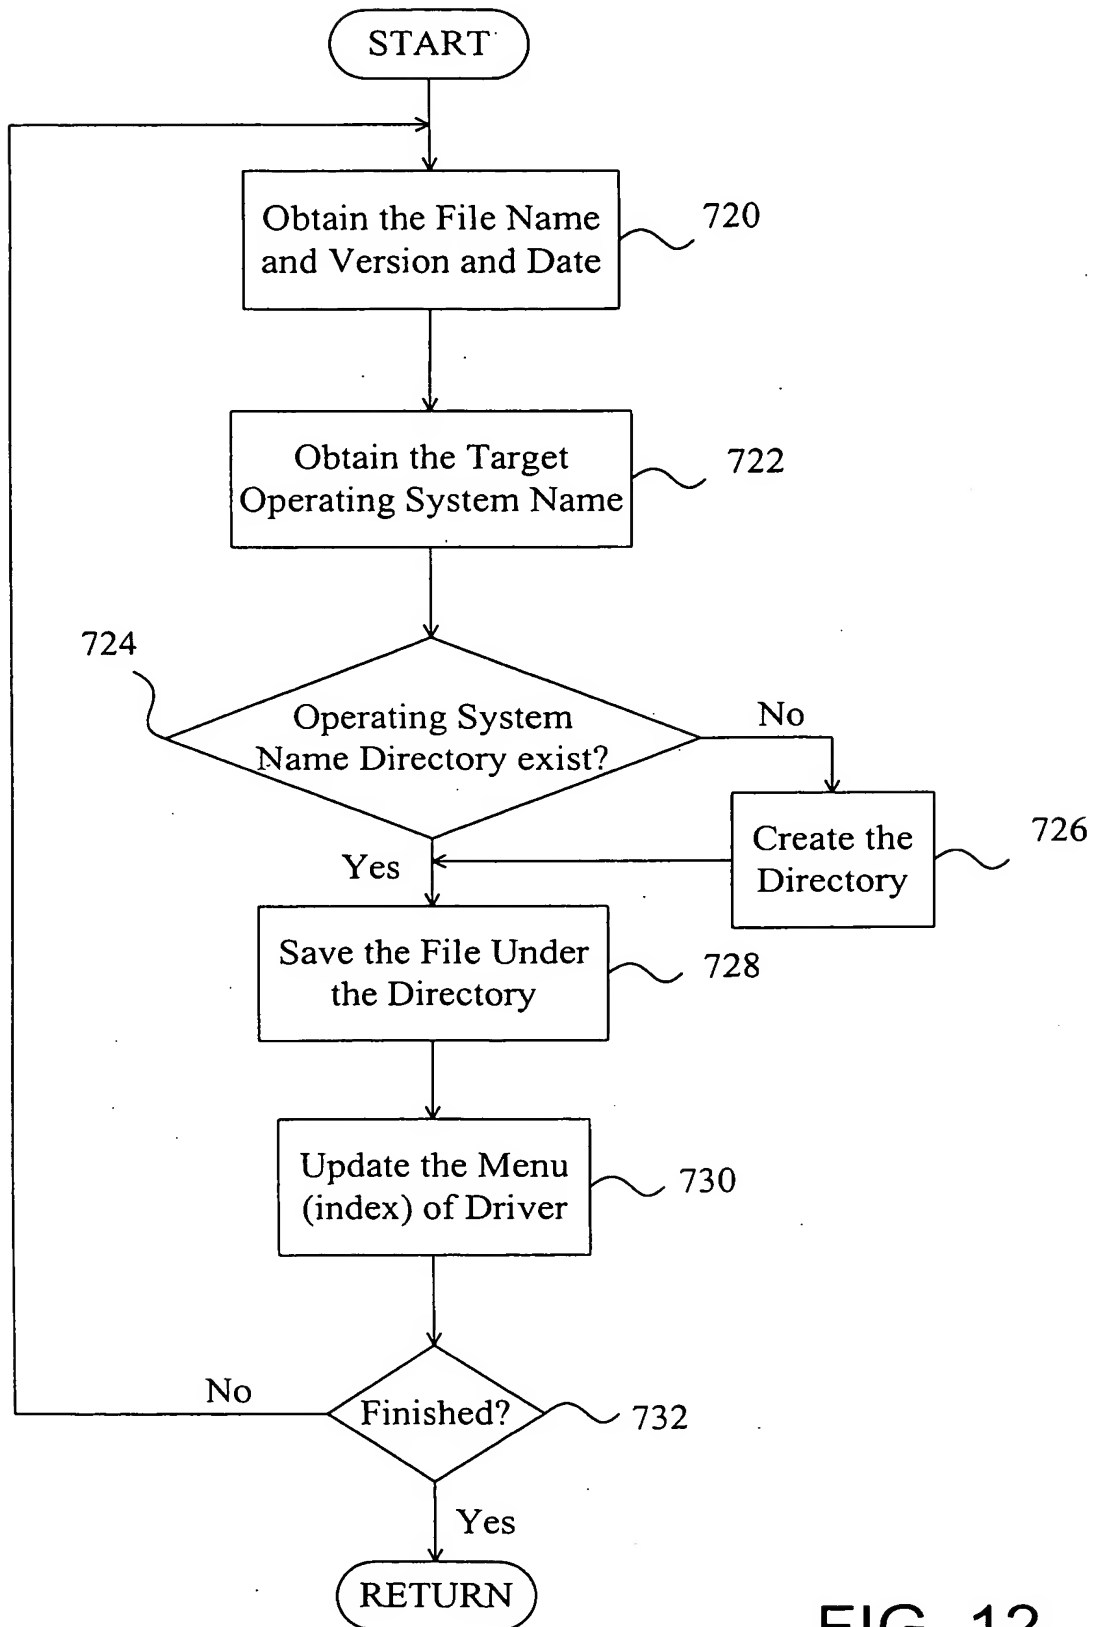 START
Obtain the File Name
and Version and Date
720
Obtain the Target
Operating System Name
722
724
Operating System
Name Directory exist?
No
Create the
Directory
726
Yes
Save the File Under
the Directory
728
Update the Menu
(index) of Driver
730
No
Finished?
732
Yes
RETURN
FIG. 12